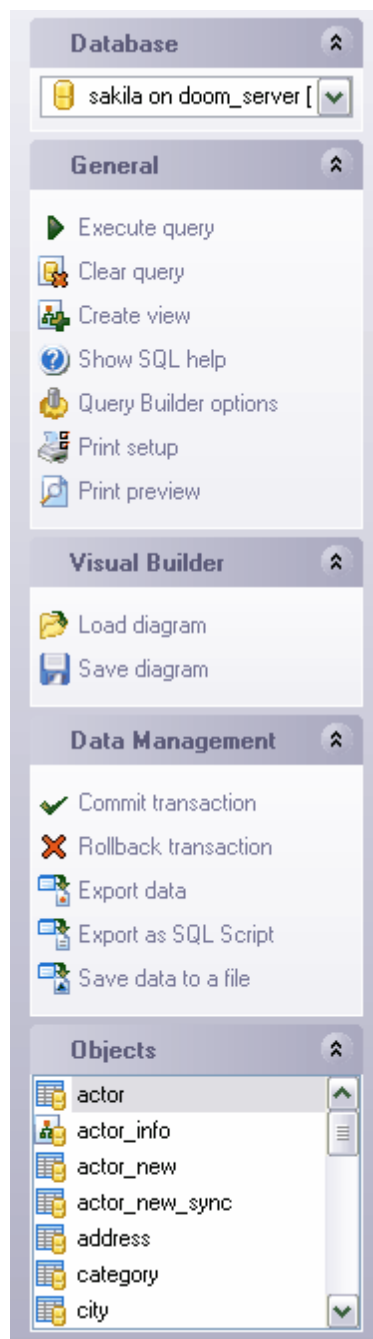 Database
sakila on doom_server [
General
Execute query
Clear query
Create view
Show SQL help
Query Builder options
Print setup
Print preview
Visual Builder
Load diagram
Save diagram
Data Management
Commit transaction
Rollback transaction
Export data
Export as SQL Script
Save data to a file
Objects
actor
actor_info
actor_new
actor_new_sync
address
category
city